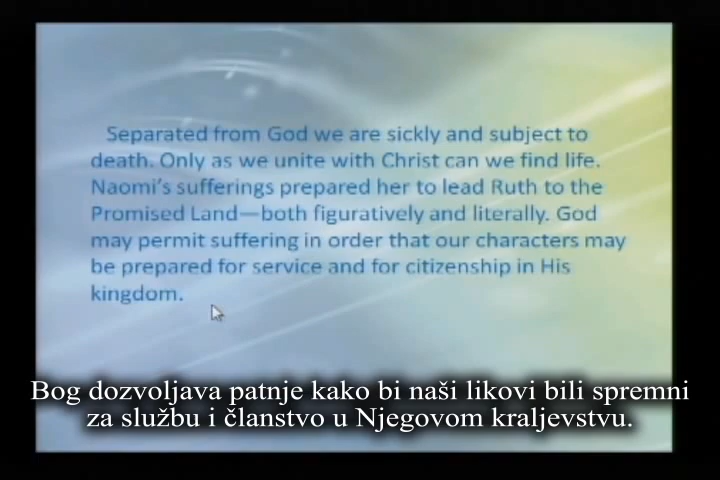 Separated from God we are sickly and subject to
death. Only as we unite with Christ can we find life.
Naomi's sufferings prepared her to lead Ruth to the
Promised Land—both figuratively and literally. God
may permit suffering in order that our characters may
be prepared for service and for citizenship in His
kingdom.
Bog dozvoljava patnje kako bi naši likovi bili spremni
za službu i članstvo u Njegovom kraljevstvu.